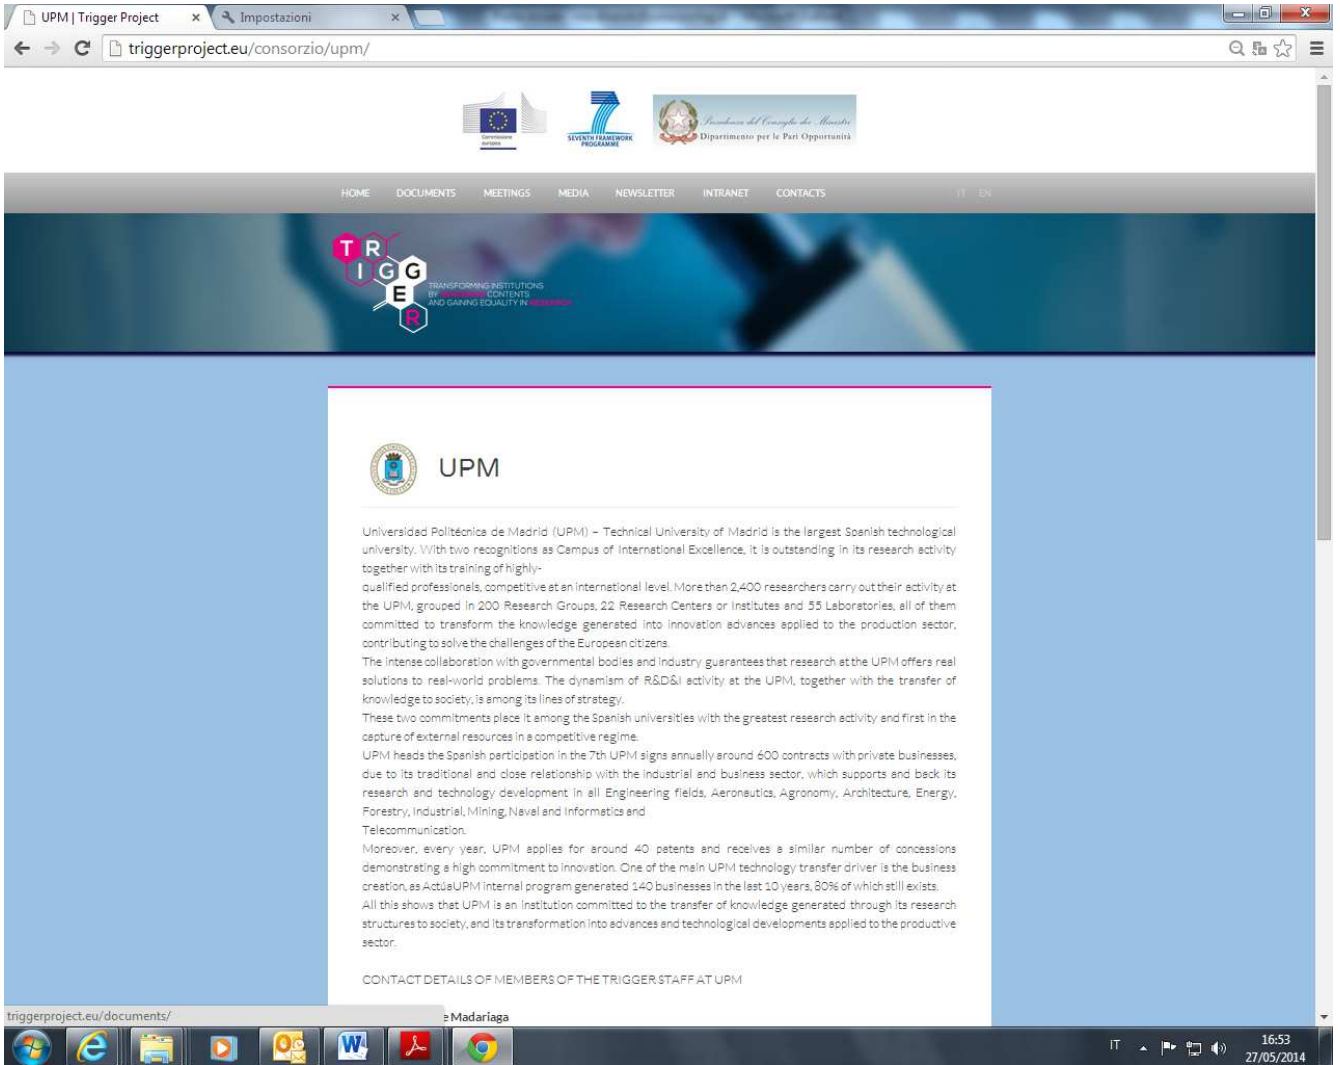 UPM | Trigger Project
Impostazioni
triggerproject.eu/consorzio/upm/
Commissione
europea
SEVENTH FRAMEWORK
PROGRAMME
Presidenza del Consiglio dei Ministri
Dipartimento per le Pari Opportunità
HOME DOCUMENTS MEETINGS MEDIA NEWSLETTER INTRANET CONTACTS IT EN
TRIGGER
TRANSFORMING INSTITUTIONS
BY CONTENTS
AND GAINING EQUALITY IN RESEARCH
UPM
Universidad Politécnica de Madrid (UPM) – Technical University of Madrid is the largest Spanish technological
university. With two recognitions as Campus of International Excellence, it is outstanding in its research activity
together with its training of highly-
qualified professionals, competitive at an international level. More than 2,400 researchers carry out their activity at
the UPM, grouped in 200 Research Groups, 22 Research Centers or Institutes and 55 Laboratories, all of them
committed to transform the knowledge generated into innovation advances applied to the production sector,
contributing to solve the challenges of the European citizens.
The intense collaboration with governmental bodies and industry guarantees that research at the UPM offers real
solutions to real-world problems. The dynamism of R&D&I activity at the UPM, together with the transfer of
knowledge to society, is among its lines of strategy.
These two commitments place it among the Spanish universities with the greatest research activity and first in the
capture of external resources in a competitive regime.
UPM heads the Spanish participation in the 7th UPM signs annually around 600 contracts with private businesses,
due to its traditional and close relationship with the industrial and business sector, which supports and back its
research and technology development in all Engineering fields, Aeronautics, Agronomy, Architecture, Energy,
Forestry, Industrial, Mining, Naval and Informatics and
Telecommunication.
Moreover, every year, UPM applies for around 40 patents and receives a similar number of concessions
demonstrating a high commitment to innovation. One of the main UPM technology transfer driver is the business
creation, as ActúaUPM internal program generated 140 businesses in the last 10 years, 80% of which still exists.
All this shows that UPM is an institution committed to the transfer of knowledge generated through its research
structures to society, and its transformation into advances and technological developments applied to the productive
sector.
CONTACT DETAILS OF MEMBERS OF THE TRIGGER STAFF AT UPM
e Madariaga
triggerproject.eu/documents/
IT
16:53
27/05/2014